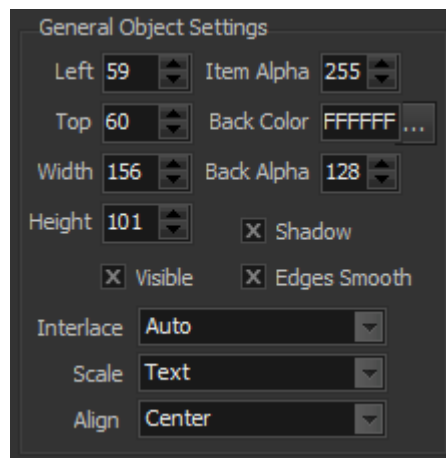 General Object Settings
Left 59 Item Alpha 255
Top 60 Back Color FFFFFF ...
Width 156 Back Alpha 128
Height 101
Shadow
Visible Edges Smooth
Interlace Auto
Scale Text
Align Center